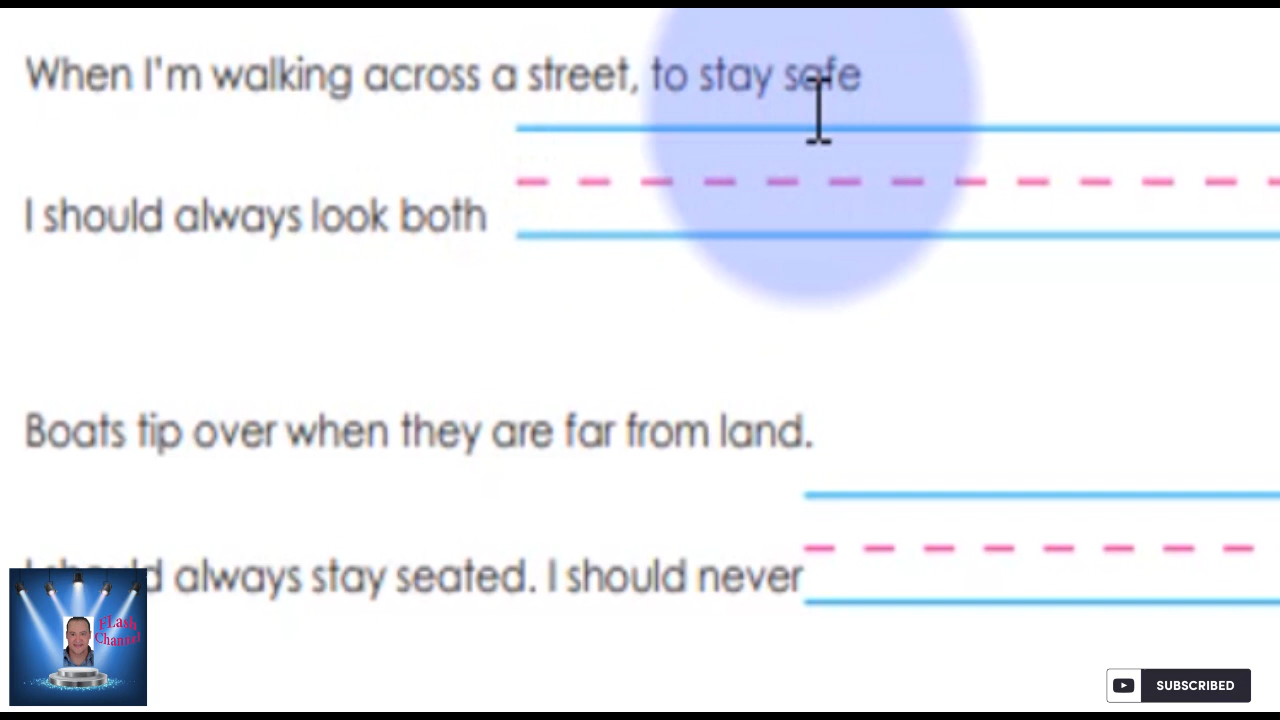 When I'm walking across a street, to stay safe
I should always look both
Boats tip over when they are far from land.
I should always stay seated. I should never
FLash
Channel
SUBSCRIBED